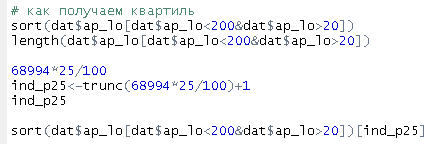 # как получаем квартиль
sort(dat$ap_lo[dat$ap_lo<200&dat$ap_lo>20])
length(dat$ap_lo[dat$ap_lo<200&dat$ap_lo>20])
68994*25/100
ind_p25<-trunc(68994*25/100)+1
ind_p25
sort(dat$ap_lo[dat$ap_lo<200&dat$ap_lo>20])[ind_p25]